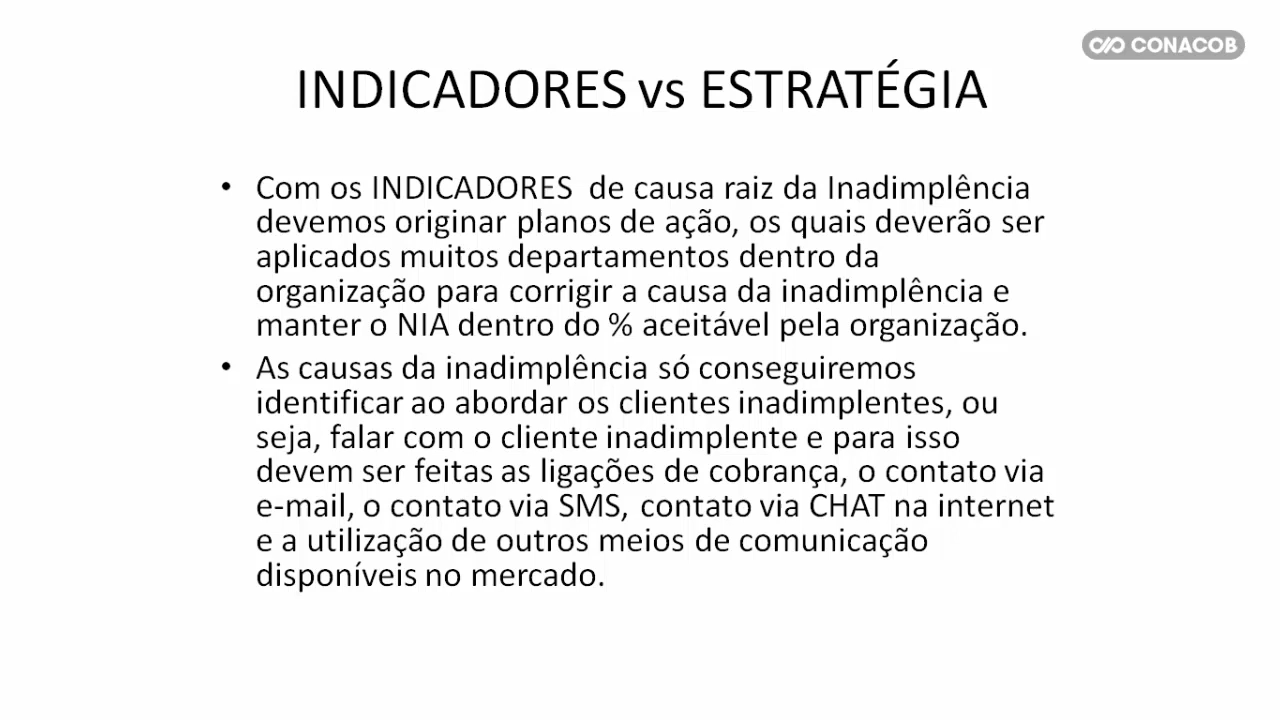 CONACOB
INDICADORES vs ESTRATÉGIA
• Com os INDICADORES de causa raiz da Inadimplência
devemos originar planos de ação, os quais deverão ser
aplicados muitos departamentos dentro da
organização para corrigir a causa da inadimplência e
manter o NIA dentro do % aceitável pela organização.
• As causas da inadimplência só conseguiremos
identificar ao abordar os clientes inadimplentes, ou
seja, falar com o cliente inadimplente e para isso
devem ser feitas as ligações de cobrança, o contato via
e-mail, o contato via SMS, contato via CHAT na internet
e a utilização de outros meios de comunicação
disponíveis no mercado.